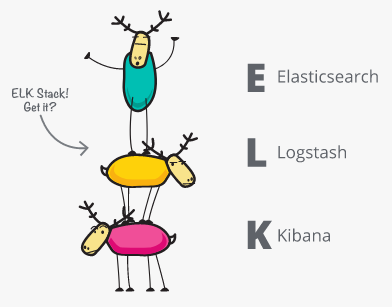 ELK Stack!
Get it?
E Elasticsearch
L Logstash
K Kibana